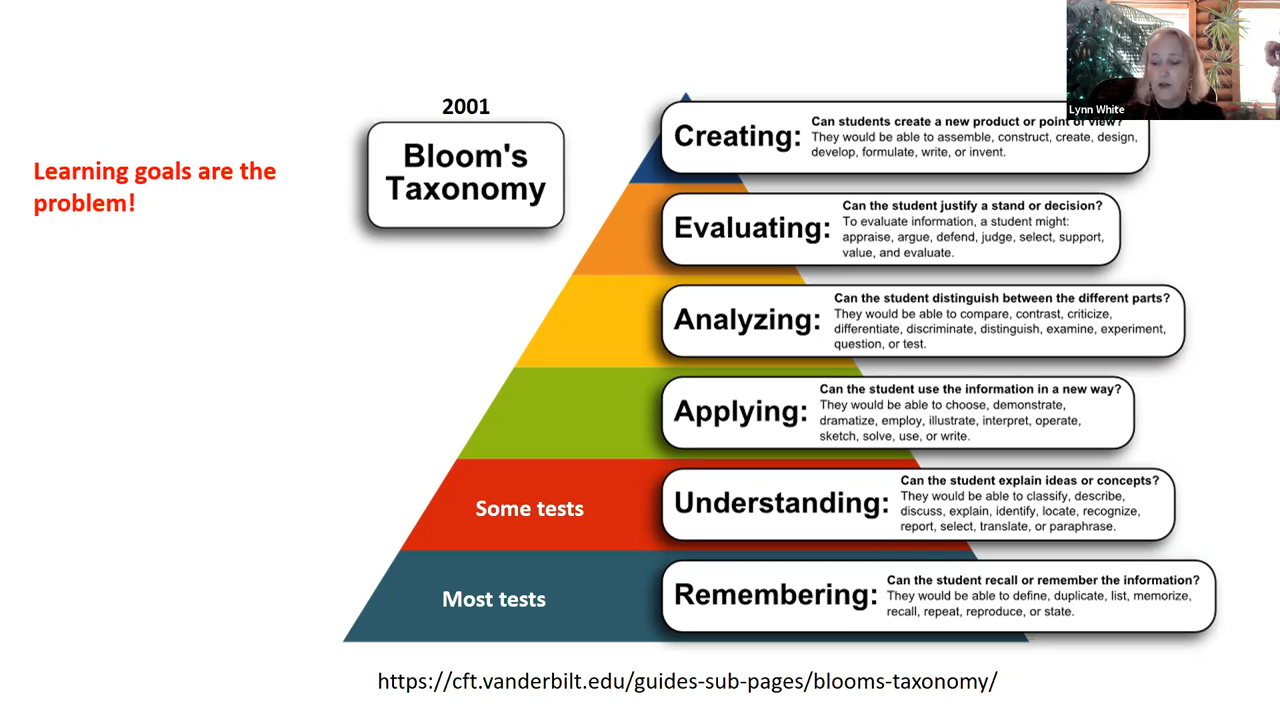 Lynn White
2001
Bloom's
Taxonomy
Learning goals are the
problem!
Creating:
Can students create a new product or point of view?
They would be able to assemble, construct, create, design,
develop, formulate, write, or invent.
Evaluating:
Can the student justify a stand or decision?
To evaluate information, a student might:
appraise, argue, defend, judge, select, support,
value, and evaluate.
Analyzing:
Can the student distinguish between the different parts?
They would be able to compare, contrast, criticize,
differentiate, discriminate, distinguish, examine, experiment,
question, or test.
Applying:
Can the student use the information in a new way?
They would be able to choose, demonstrate,
dramatize, employ, illustrate, interpret, operate,
sketch, solve, use, or write.
Some tests
Understanding:
Can the student explain ideas or concepts?
They would be able to classify, describe,
discuss, explain, identify, locate, recognize,
report, select, translate, or paraphrase.
Most tests
Remembering:
Can the student recall or remember the information?
They would be able to define, duplicate, list, memorize,
recall, repeat, reproduce, or state.
https://cft.vanderbilt.edu/guides-sub-pages/blooms-taxonomy/